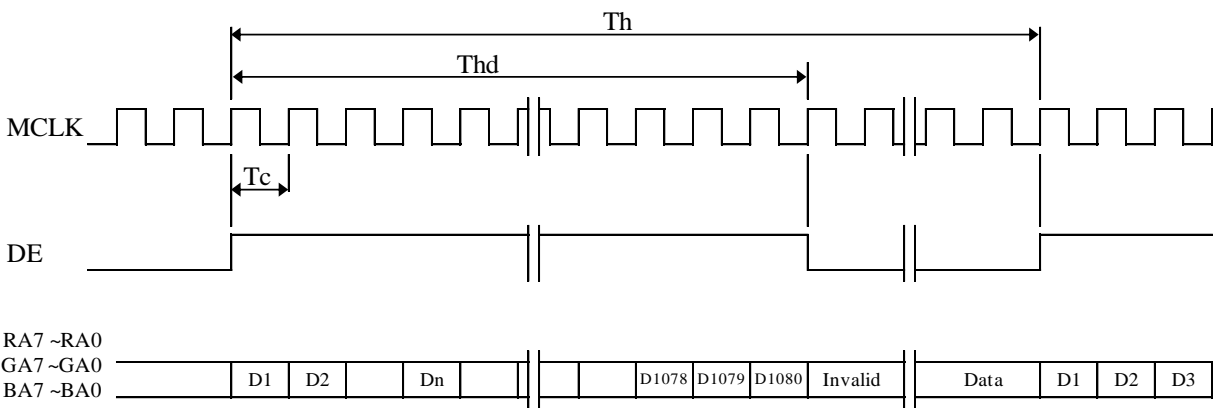 Th
Thd
MCLK
Tc
DE
RA7 ~RA0
GA7 ~GA0
BA7 ~BA0
D1 D2 Dn D1078 D1079 D1080 Invalid Data D1 D2 D3